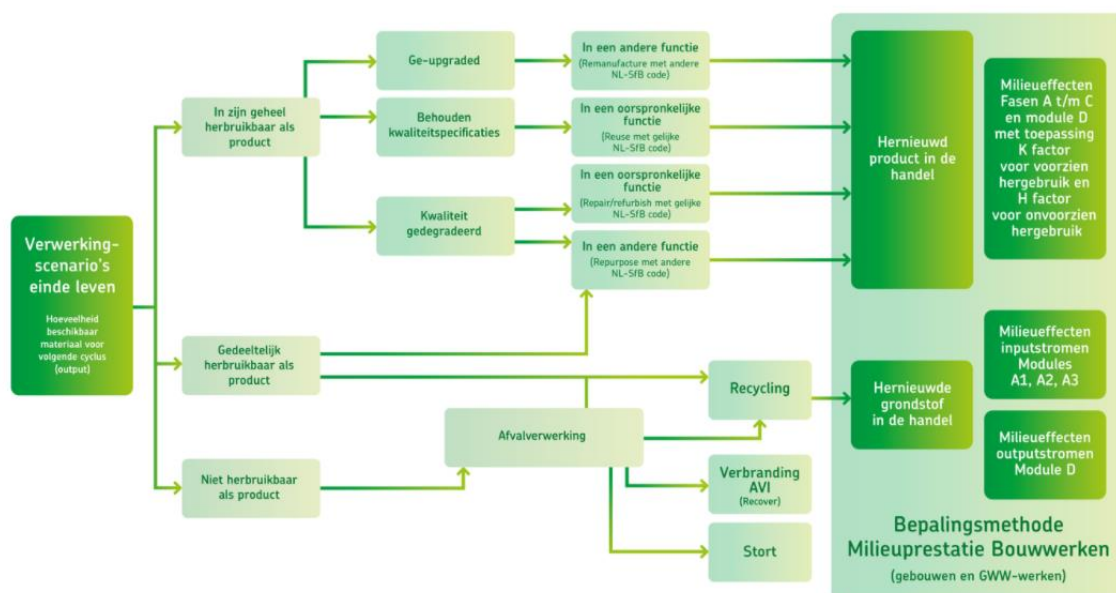 Verwerking-
scenario's
einde leven
Hoeveelheid
beschikbaar
materiaal voor
volgende cyclus
(output)
In zijn geheel
herbruikbaar als
product
Gedeeltelijk
herbruikbaar als
product
Niet herbruikbaar
als product
Ge-upgraded
Behouden
kwaliteitspecificaties
Kwaliteit
gedegradeerd
In een andere functie
(Remanufacture met andere
NL-SfB code)
In een oorspronkelijke
functie
(Reuse met gelijke
NL-SfB code)
In een oorspronkelijke
functie
(Repair/refurbish met gelijke
NL-SfB code)
In een andere functie
(Repurpose met andere
NL-SfB code)
Afvalverwerking
Recycling
Verbranding
AVI
(Recover)
Stort
Hernieuwd
product in de
handel
Hernieuwde
grondstof
in de handel
Milieueffecten
Fasen A t/m C
en module D
met toepassing
K factor
voor voorzien
hergebruik en
H factor
voor onvoorzien
hergebruik
Milieueffecten
inputstromen
Modules
A1, A2, A3
Milieueffecten
outputstromen
Module D
Bepalingsmethode
Milieuprestatie Bouwwerken
(gebouwen en GWW-werken)